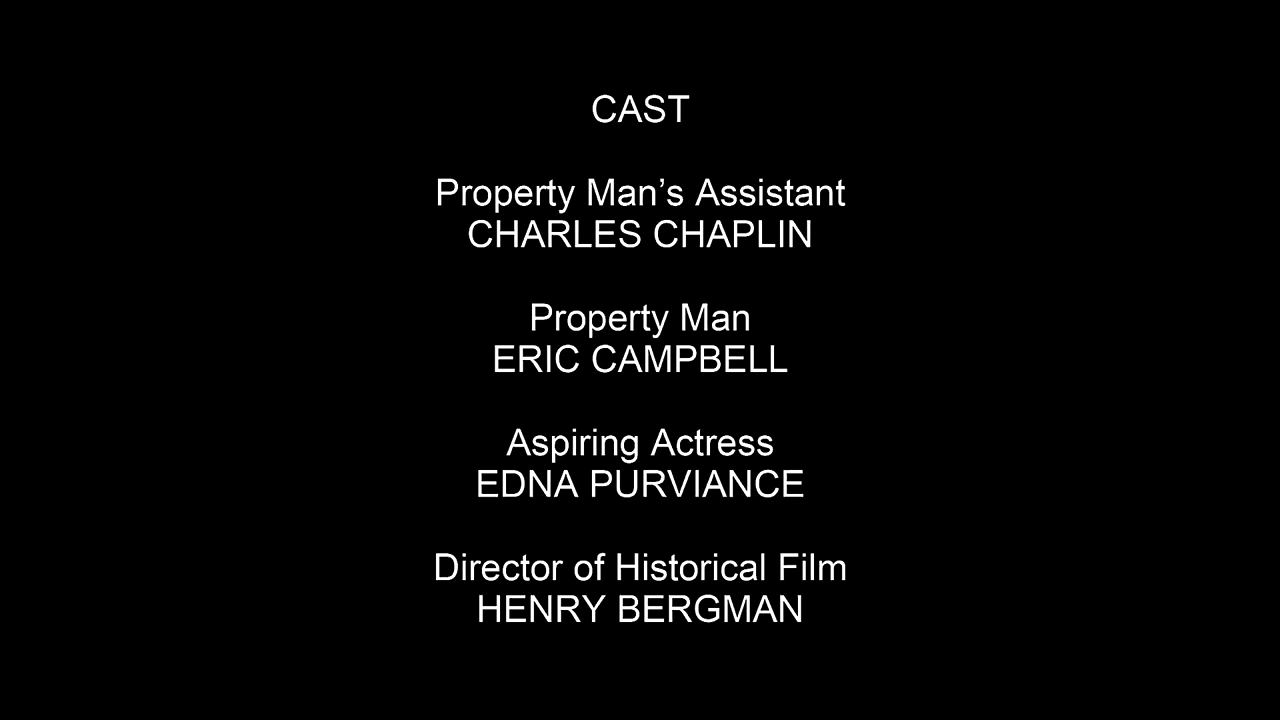 CAST
Property Man’s Assistant
CHARLES CHAPLIN
Property Man
ERIC CAMPBELL
Aspiring Actress
EDNA PURVIANCE
Director of Historical Film
HENRY BERGMAN